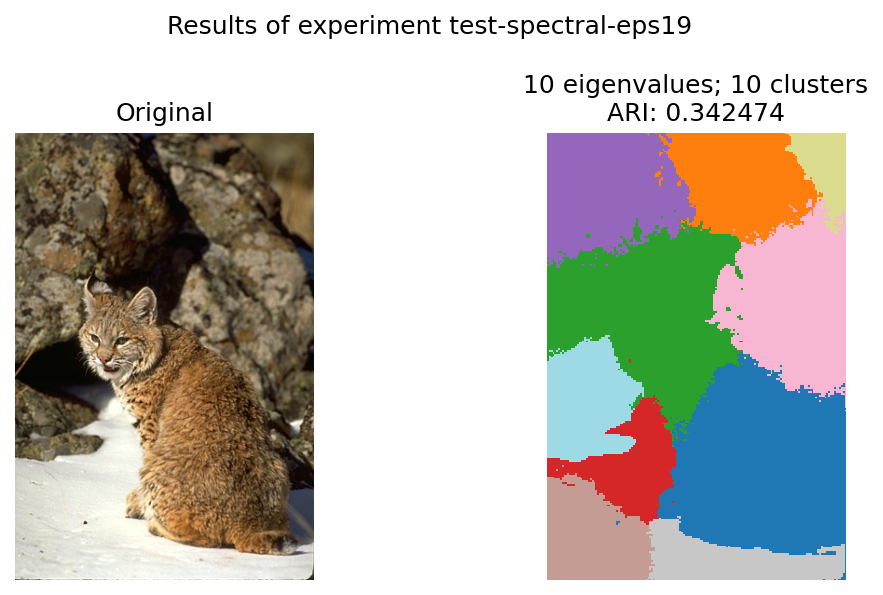 Results of experiment test-spectral-eps19
Original
10 eigenvalues; 10 clusters
ARI: 0.342474